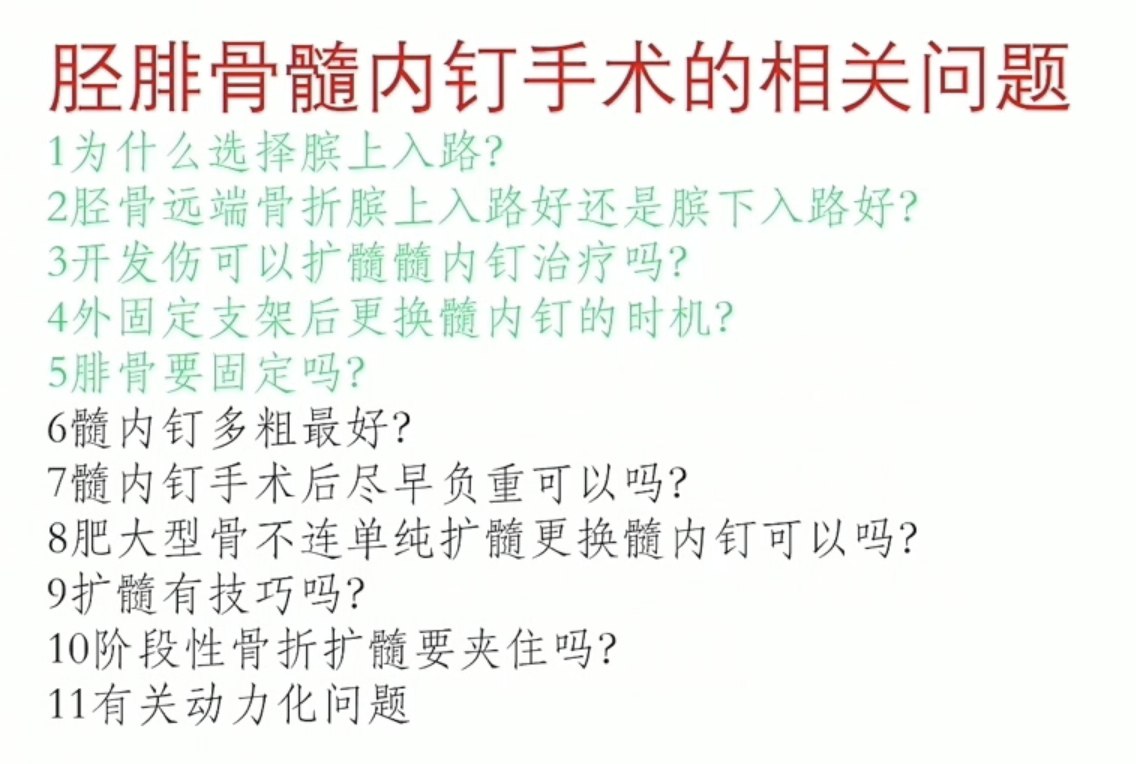 胫腓骨髓内钉手术的相关问题
1为什么选择膑上入路?
2胫骨远端骨折膑上入路好还是膑下入路好?
3开发伤可以扩髓髓内钉治疗吗?
4外固定支架后更换髓内钉的时机?
5腓骨要固定吗?
6髓内钉多粗最好?
7髓内钉手术后尽早负重可以吗?
8肥大型骨不连单纯扩髓更换髓内钉可以吗?
9扩髓有技巧吗?
10阶段性骨折扩髓要夹住吗?
11有关动力化问题